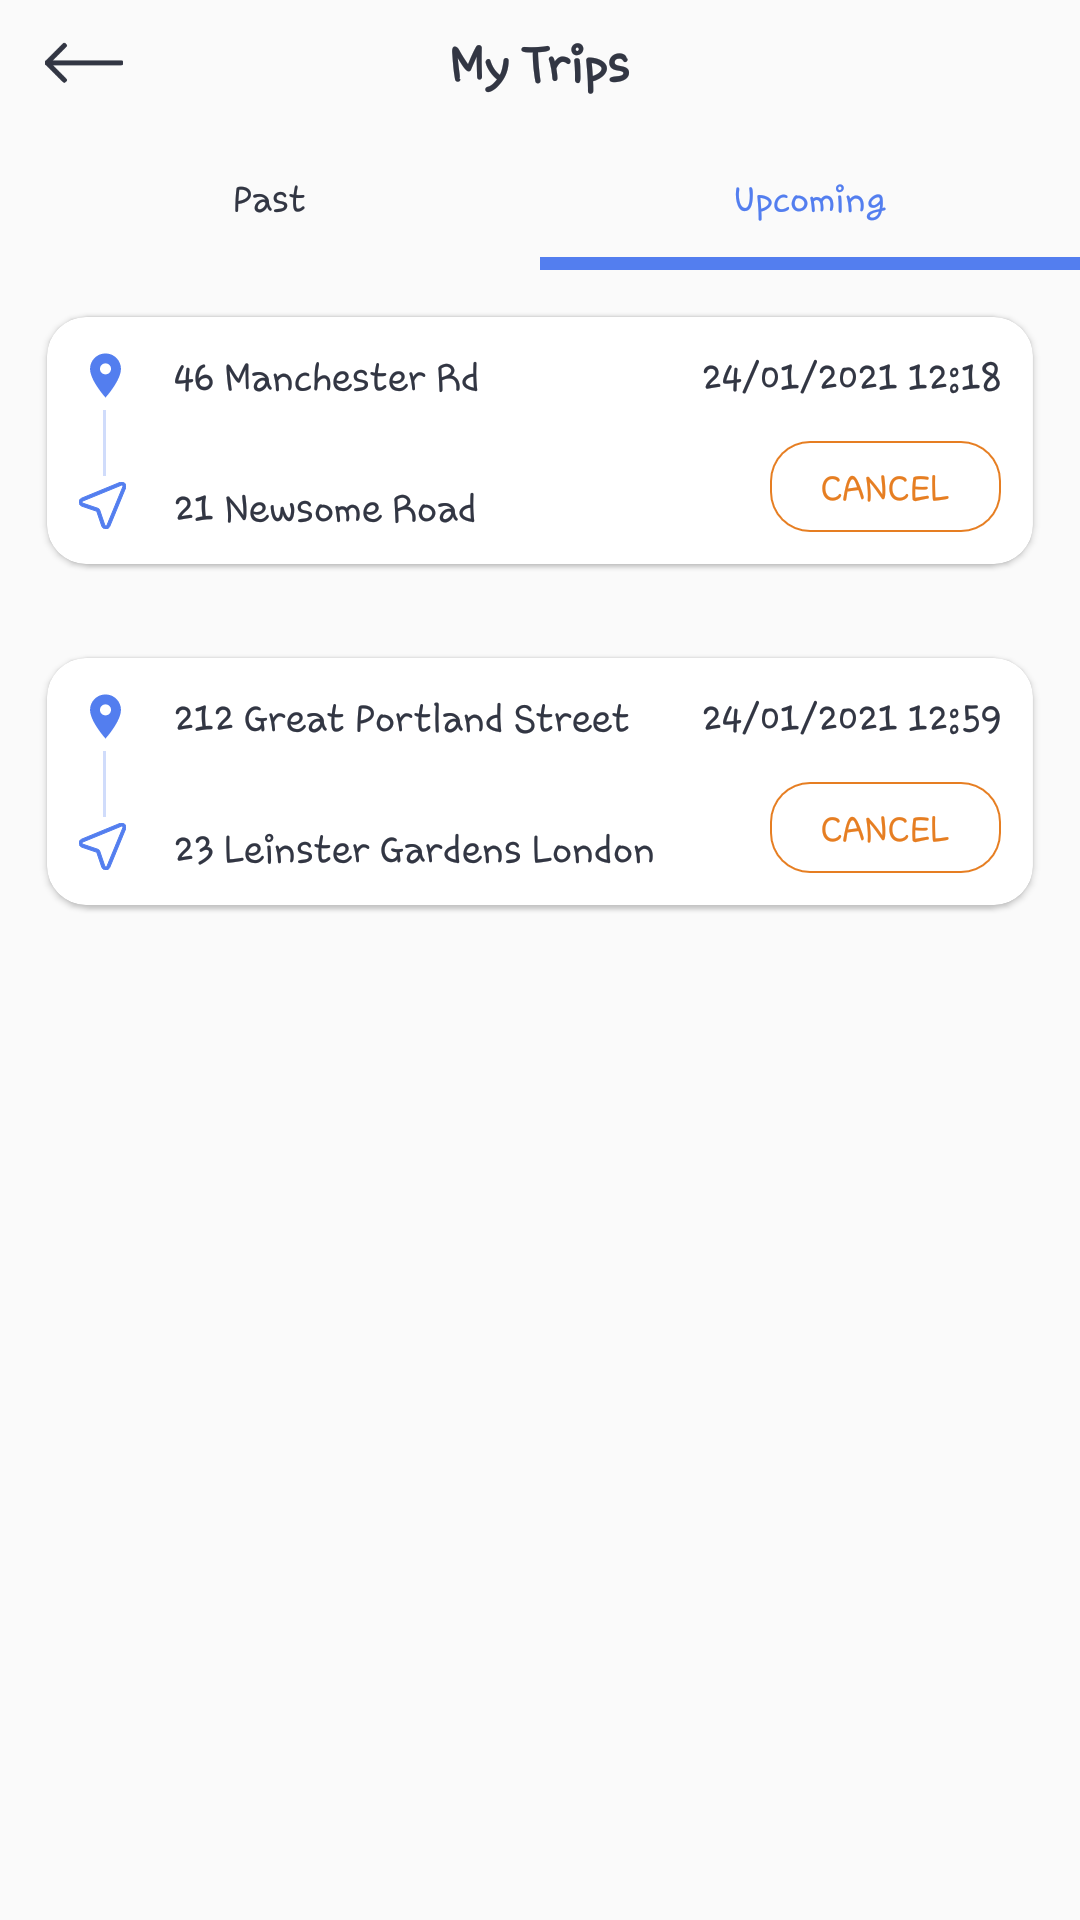 My Trips
Past
Upcoming
46 Manchester Rd
24/01/2021 12:18
21 Newsome Road
CANCEL
212 Great Portland Street
24/01/2021 12:59
23 Leinster Gardens London
CANCEL